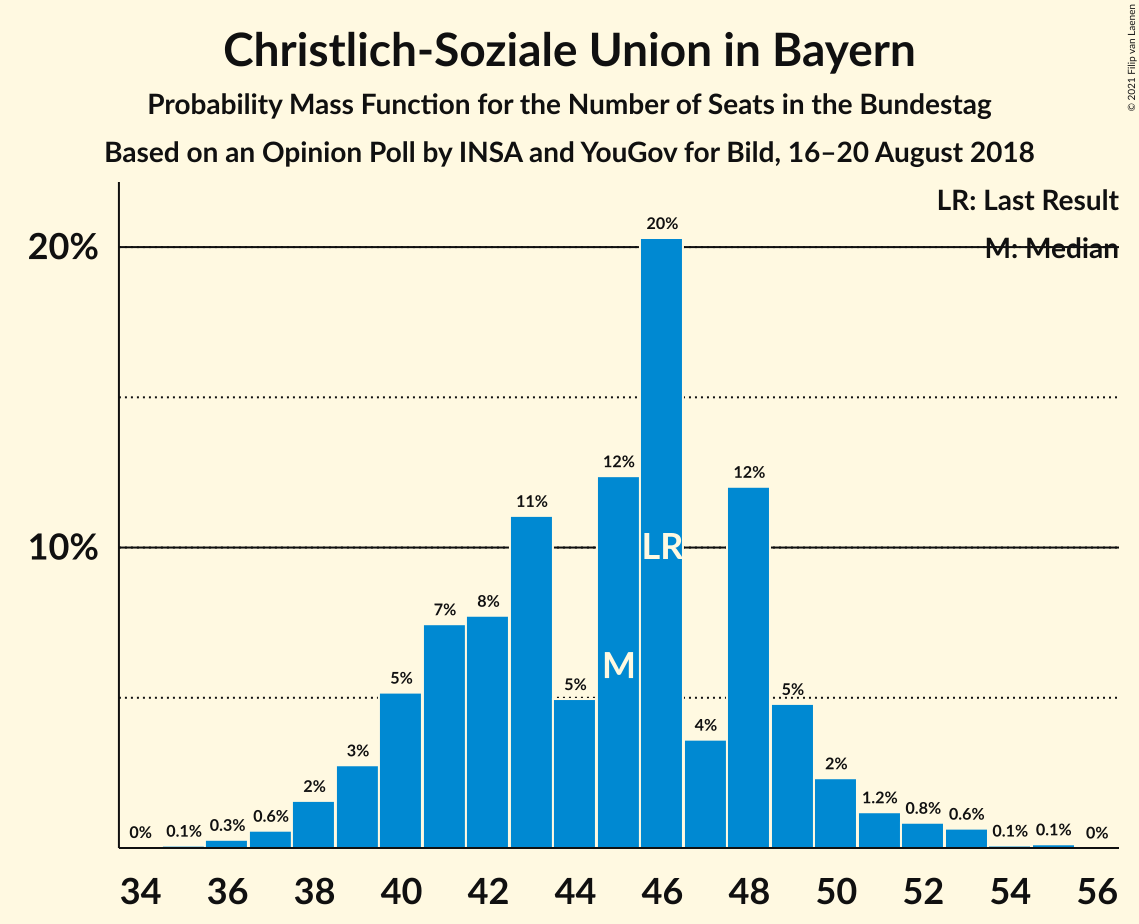 Christlich-Soziale Union in Bayern
Probability Mass Function for the Number of Seats in the Bundestag
Based on an Opinion Poll by INSA and YouGov for Bild, 16–20 August 2018
© 2021 Filip van Laenen
LR: Last Result
M: Median
20%
10%
0% 0.1% 0.3% 0.6% 2% 3% 5% 7% 8% 11% 5% 12% 20% 4% 12% 5% 2% 1.2% 0.8% 0.6% 0.1% 0.1% 0%
LR
M
34 36 38 40 42 44 46 48 50 52 54 56